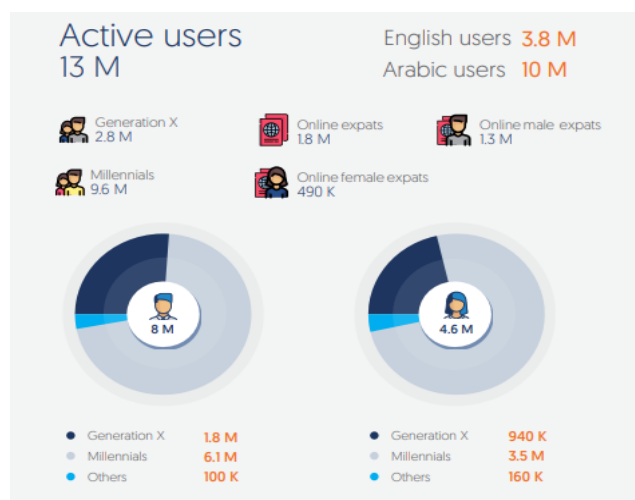 Active users
13 M
English users 3.8 M
Arabic users 10 M
Generation X
2.8 M
Online expats
1.8 M
Online male expats
1.3 M
Millennials
9.6 M
Online female expats
490 K
8 M
4.6 M
Generation X 1.8 M
Millennials 6.1 M
Others 100 K
Generation X 940 K
Millennials 3.5 M
Others 160 K